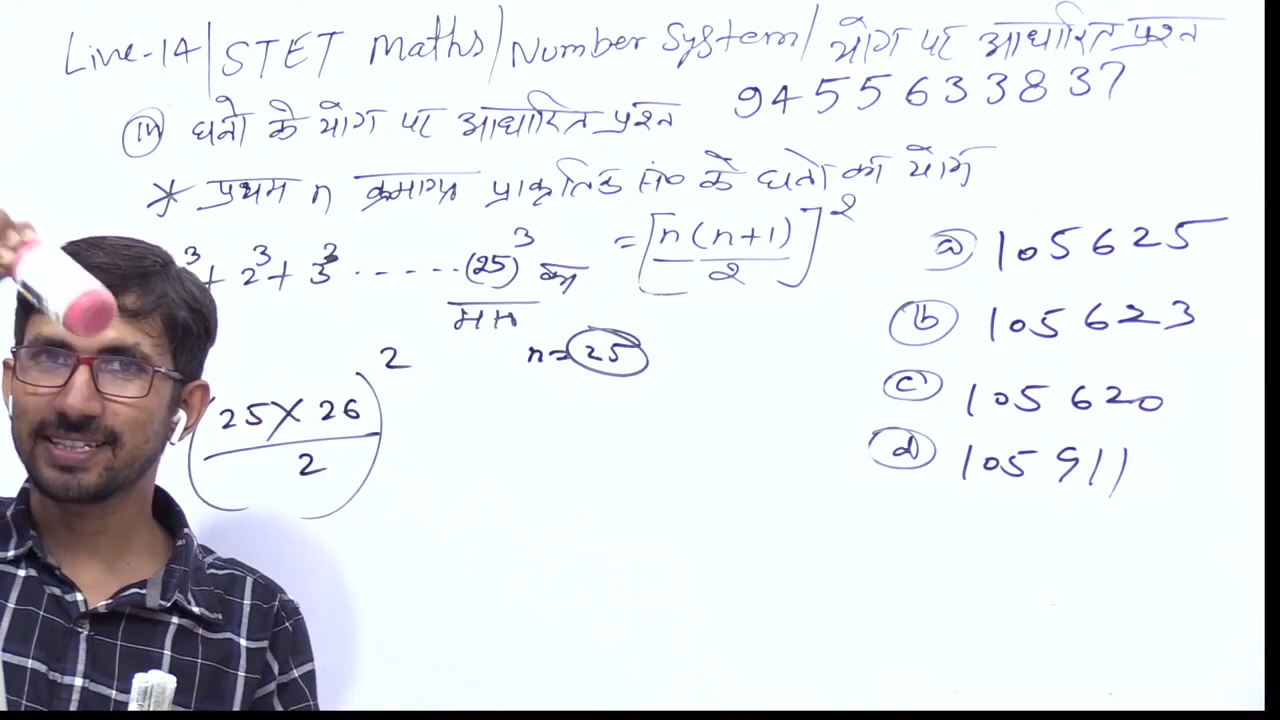 Live-14/STET Maths/Number System/योग पर आधारित प्रश्न
9455633837
(iv) घनो के योग पर आधारित प्रश्न
* प्रथम n क्रमागत प्राकृतिक सं० के घनो का योग
³ + 2³ + 3³ ------ (25)³ का = [n(n+1)/2]²
मान
n = 25
(25 × 26 / 2)²
(a) 105625
(b) 105623
(c) 105620
(d) 105911